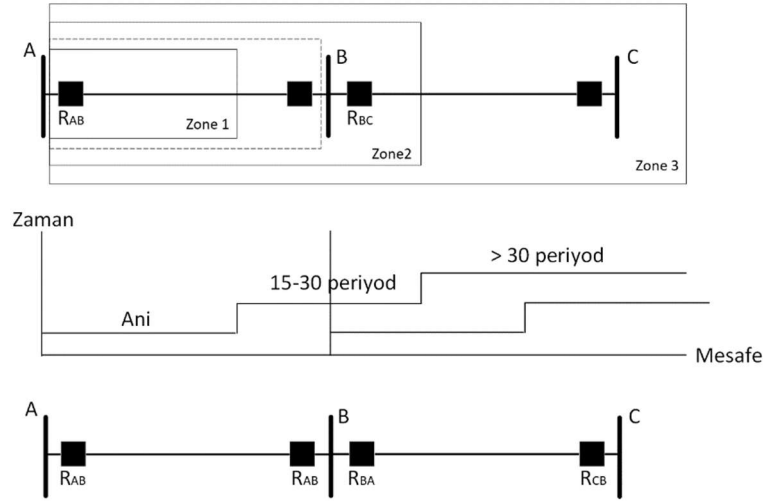 A B C
RAB RBC
Zone 1
Zone2
Zone 3
Zaman
> 30 periyod
15-30 periyod
Ani
Mesafe
A B C
RAB RAB RBA RCB